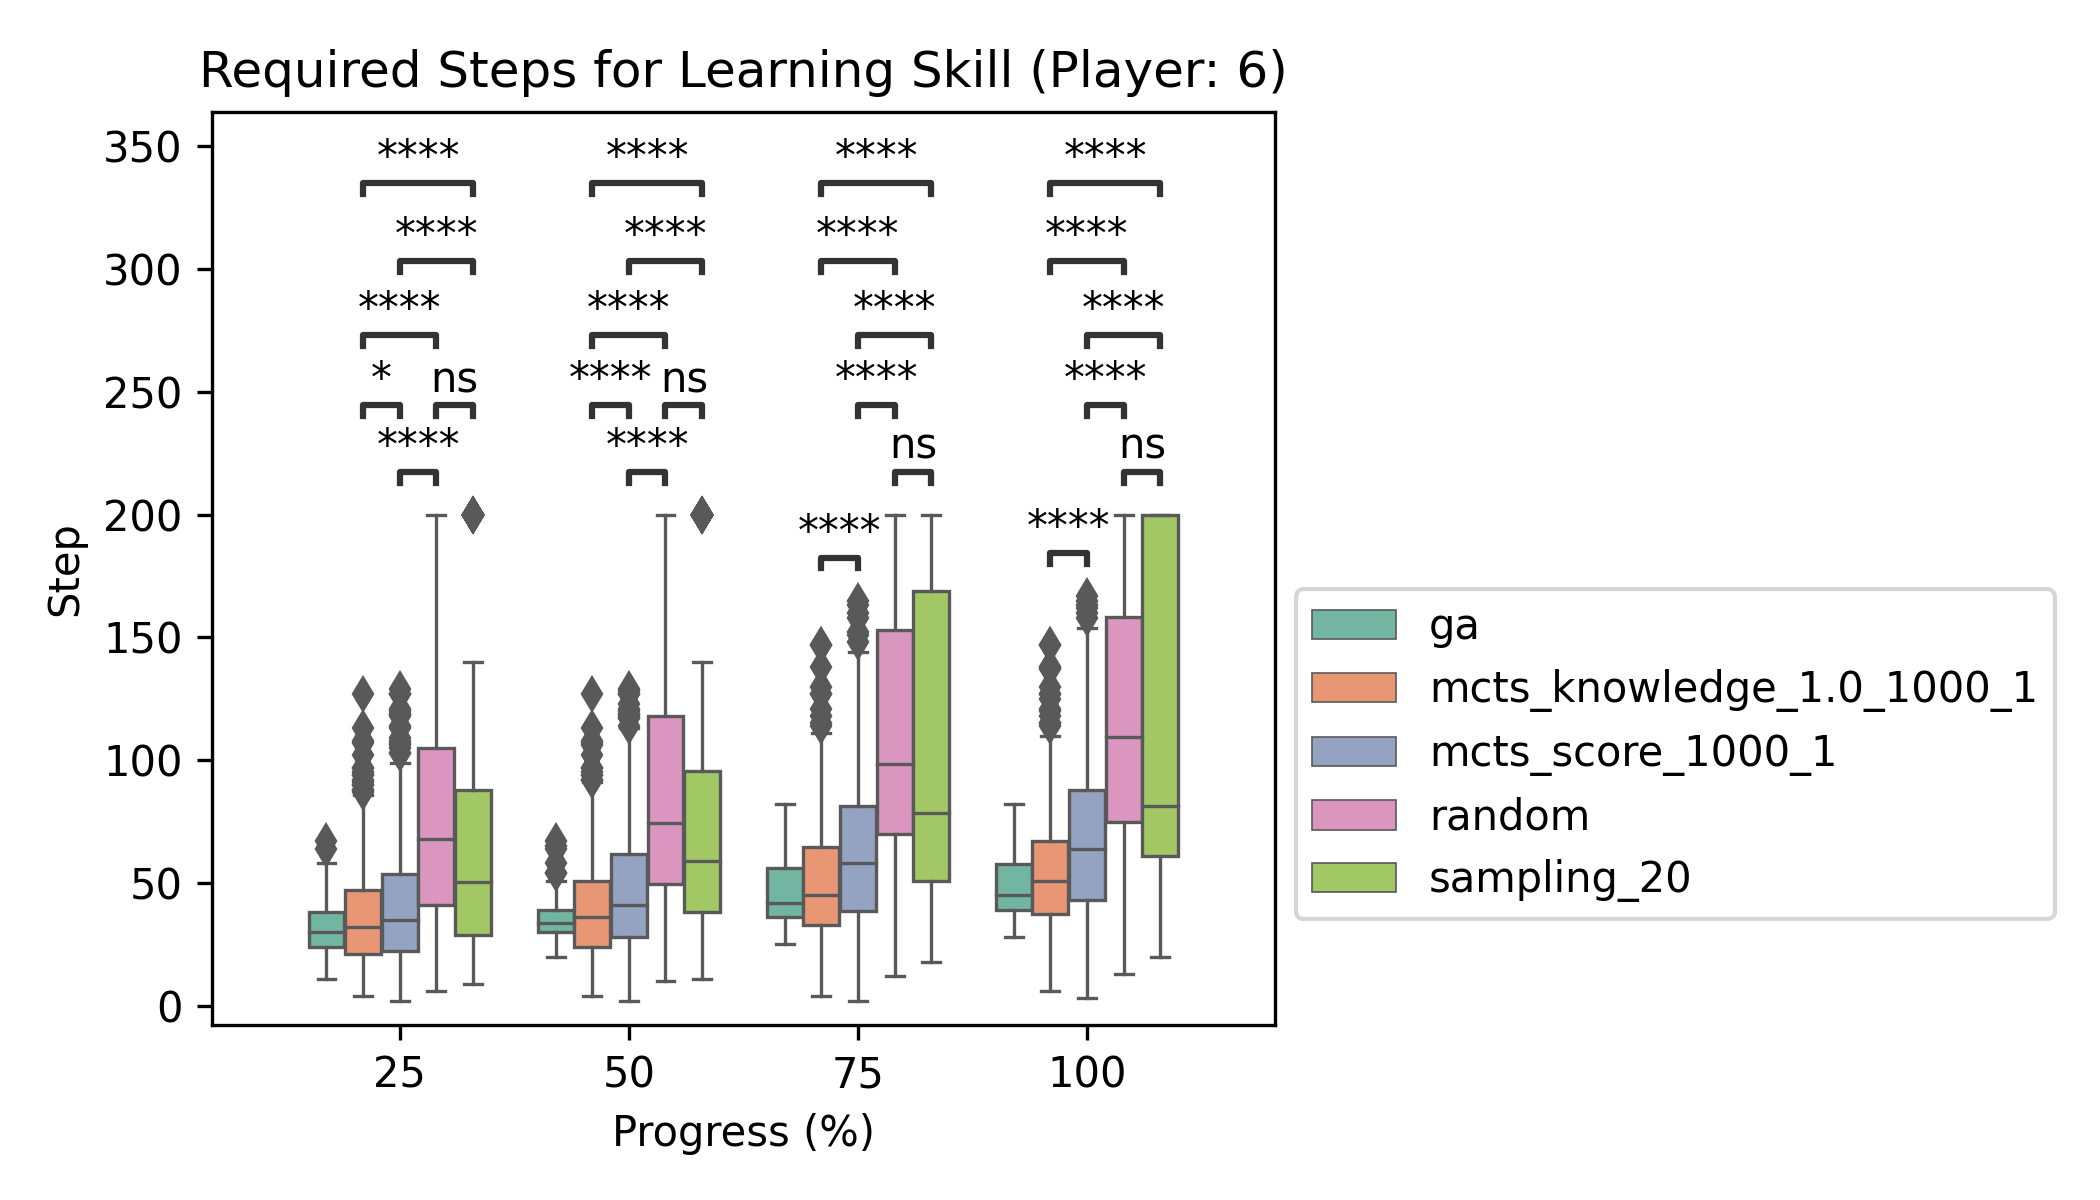 Required Steps for Learning Skill (Player: 6)
350
300
250
200
150
100
50
0
Step
**** **** **** ****
**** **** **** ****
**** **** **** ****
* ns **** ns **** ****
**** **** ns ns
**** ****
25 50 75 100
Progress (%)
ga
mcts_knowledge_1.0_1000_1
mcts_score_1000_1
random
sampling_20